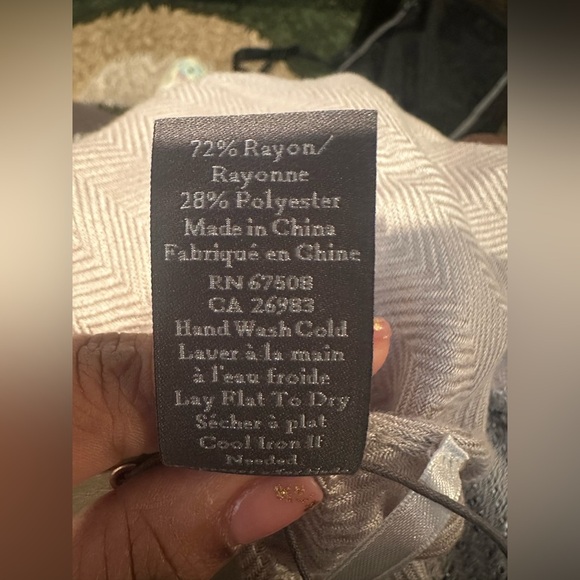 72% Rayon/
Rayonne
28% Polyester
Made in China
Fabriqué en Chine
RN 67508
CA 26983
Hand Wash Cold
Laver à la main
à l'eau froide
Lay Flat To Dry
Sécher à plat
Cool Iron If
Needed